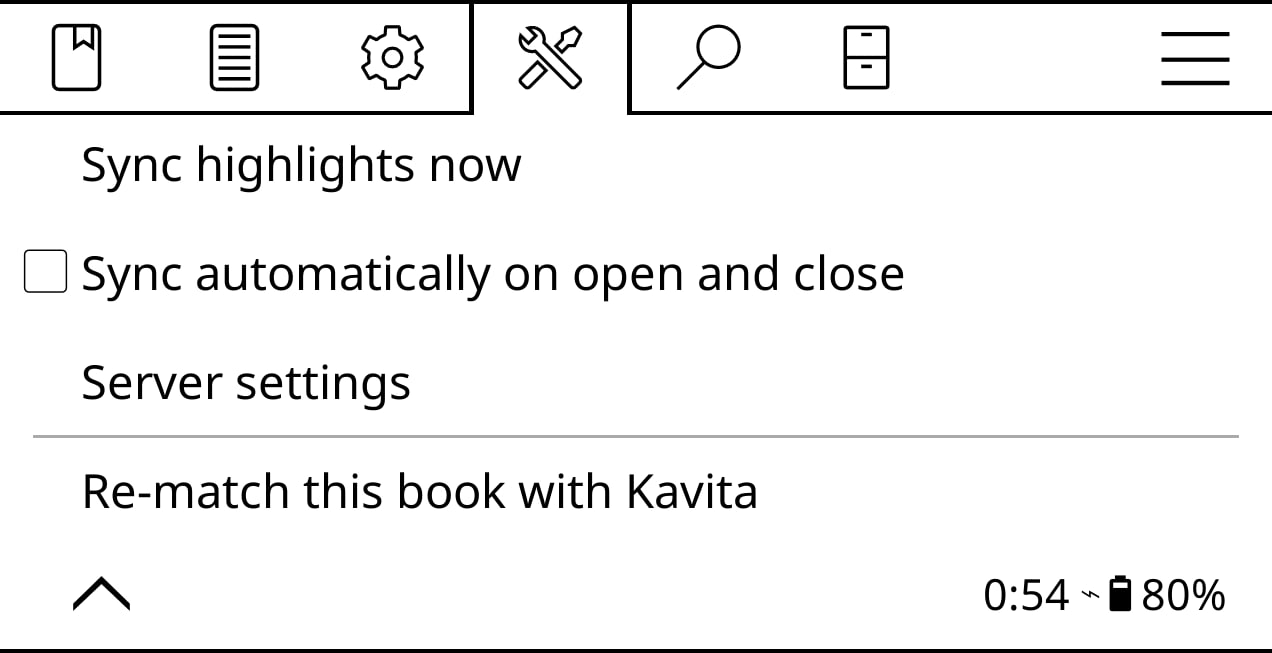 Sync highlights now
Sync automatically on open and close
Server settings
Re-match this book with Kavita
0:54 80%